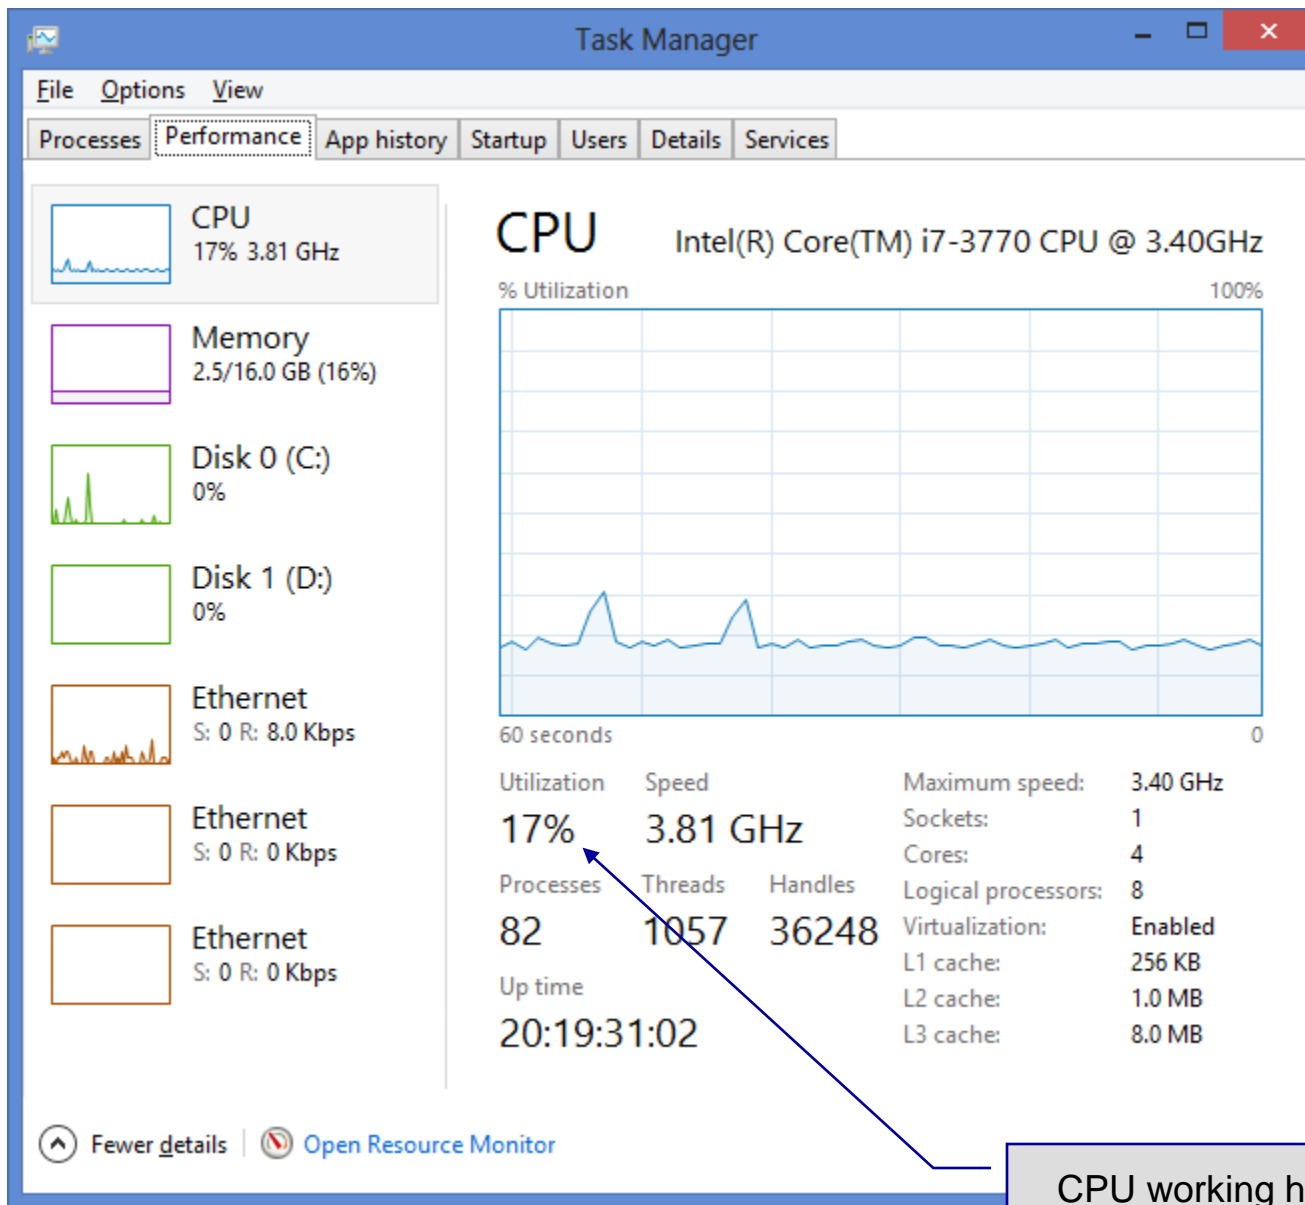 Task Manager
File Options View
Processes Performance App history Startup Users Details Services
CPU
17% 3.81 GHz
Memory
2.5/16.0 GB (16%)
Disk 0 (C:)
0%
Disk 1 (D:)
0%
Ethernet
S: 0 R: 8.0 Kbps
Ethernet
S: 0 R: 0 Kbps
Ethernet
S: 0 R: 0 Kbps
CPU Intel(R) Core(TM) i7-3770 CPU @ 3.40GHz
% Utilization 100%
60 seconds 0
Utilization Speed
17% 3.81 GHz
Processes Threads Handles
82 1057 36248
Up time
20:19:31:02
Maximum speed: 3.40 GHz
Sockets: 1
Cores: 4
Logical processors: 8
Virtualization: Enabled
L1 cache: 256 KB
L2 cache: 1.0 MB
L3 cache: 8.0 MB
Fewer details Open Resource Monitor
CPU working